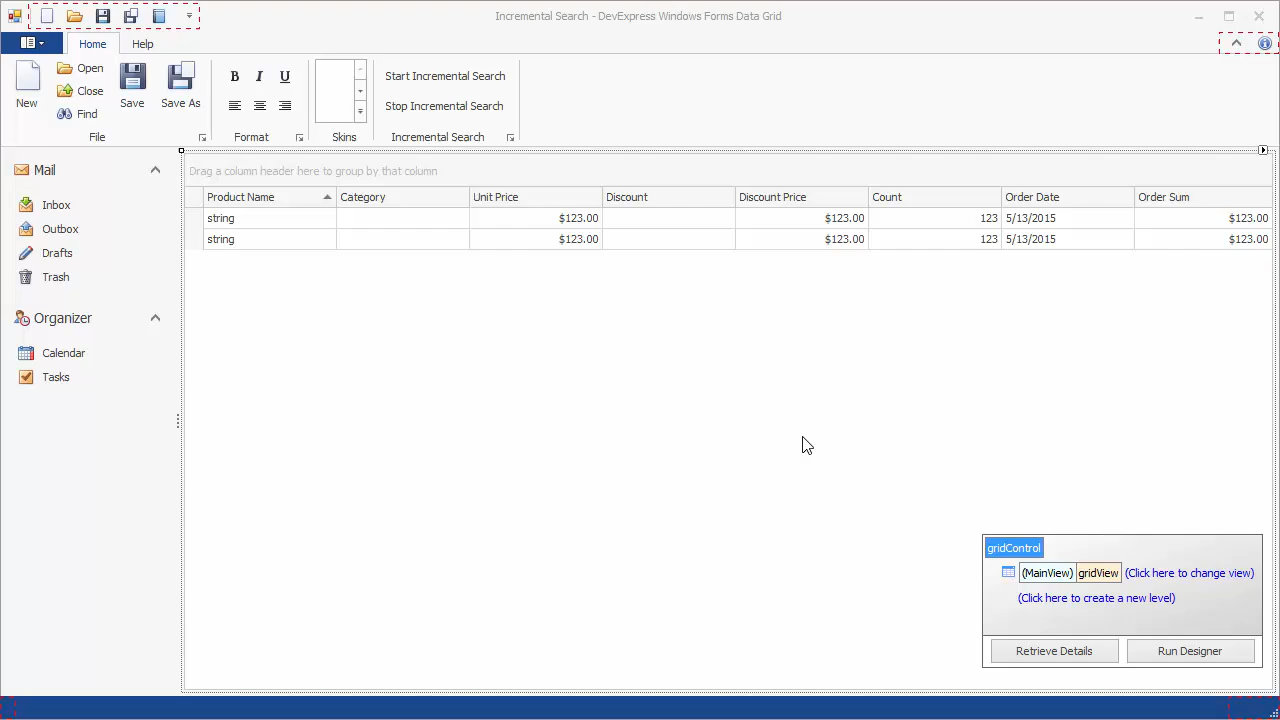 Incremental Search - DevExpress Windows Forms Data Grid
Home Help
New
Open
Close
Find
Save
Save As
File
B I U
Format
Skins
Start Incremental Search
Stop Incremental Search
Incremental Search
Mail
Inbox
Outbox
Drafts
Trash
Organizer
Calendar
Tasks
Drag a column header here to group by that column
Product Name Category Unit Price Discount Discount Price Count Order Date Order Sum
string $123.00 $123.00 123 5/13/2015 $123.00
string $123.00 $123.00 123 5/13/2015 $123.00
gridControl
(MainView) gridView (Click here to change view)
(Click here to create a new level)
Retrieve Details Run Designer